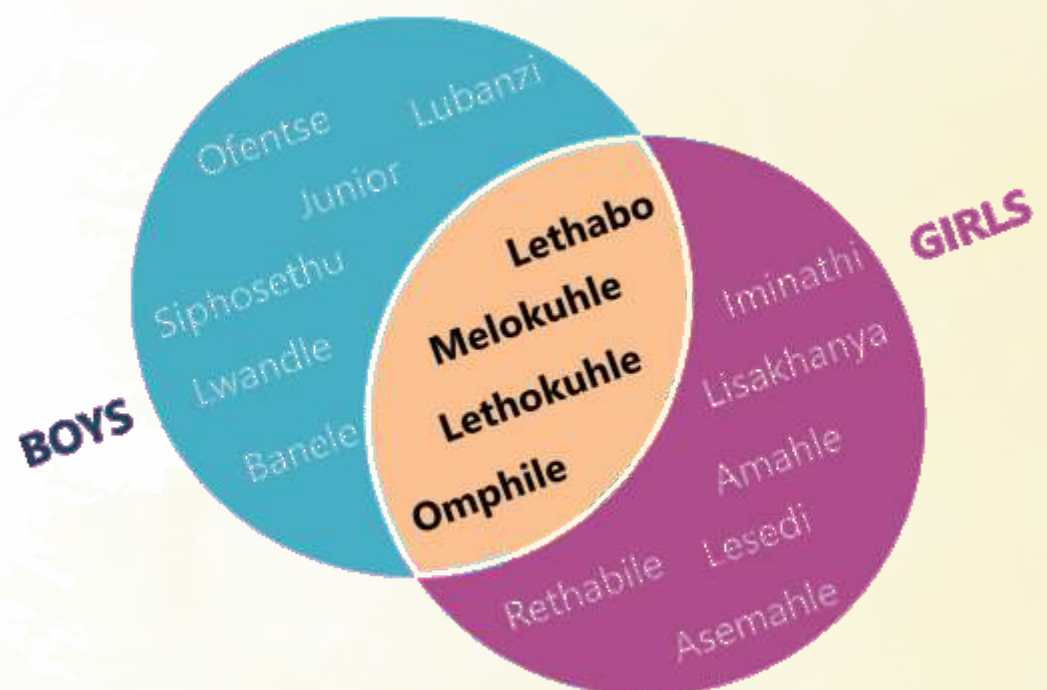 BOYS
Ofentse
Lubanzi
Junior
Siphosethu
Lwandle
Banele
Lethabo
Melokuhle
Lethokuhle
Omphile
GIRLS
Iminathi
Lisakhanya
Amahle
Lesedi
Rethabile
Asemahle